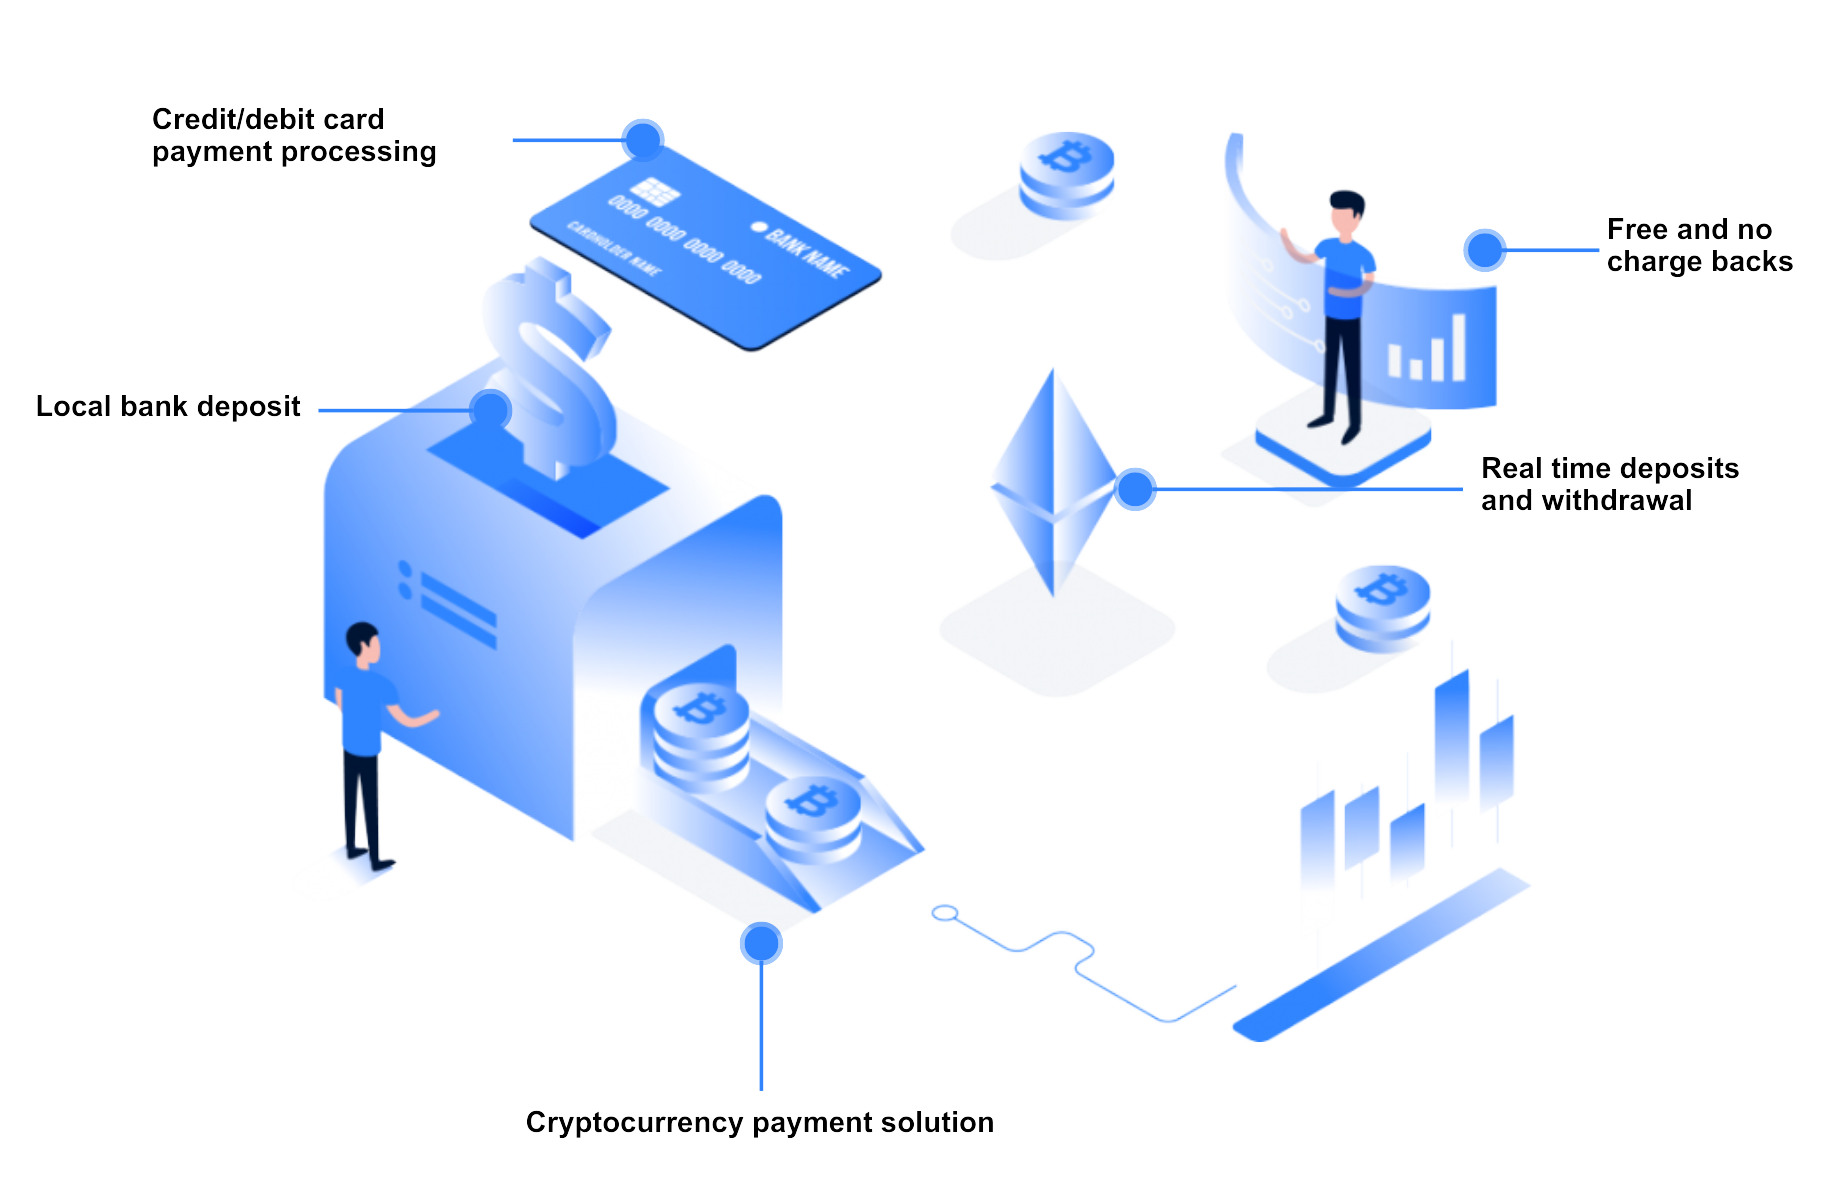 Credit/debit card
payment processing
0000 0000 0000 0000
BANK NAME
CARDHOLDER NAME
Free and no
charge backs
Local bank deposit
Real time deposits
and withdrawal
Cryptocurrency payment solution